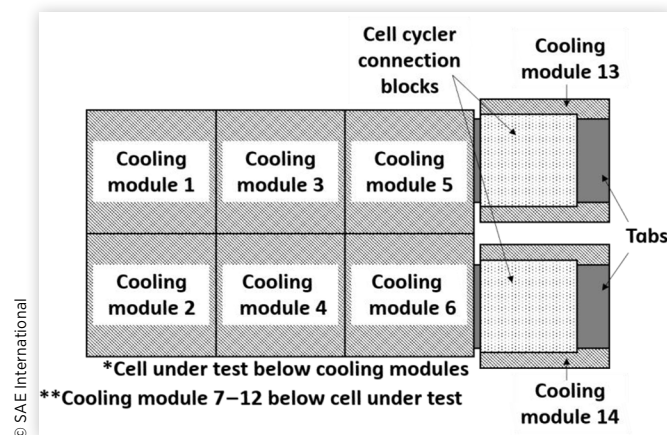 Cell cycler
connection
blocks
Cooling
module 13
Cooling
module 1
Cooling
module 3
Cooling
module 5
Tabs
Cooling
module 2
Cooling
module 4
Cooling
module 6
*Cell under test below cooling modules
**Cooling module 7–12 below cell under test
Cooling
module 14
© SAE International